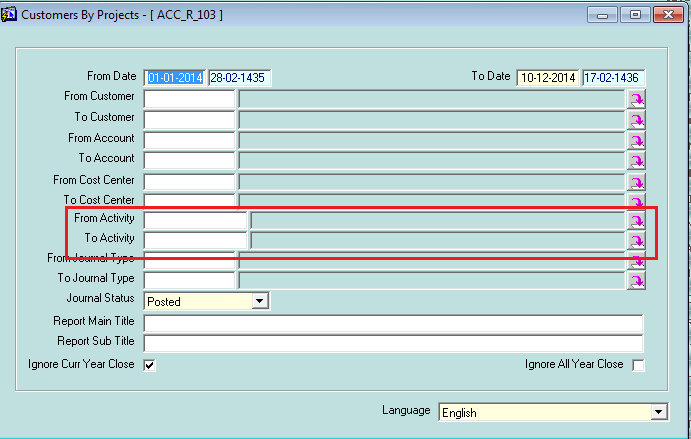 Customers By Projects - [ ACC_R_103 ]
From Date 01-01-2014 28-02-1435 To Date 10-12-2014 17-02-1436
From Customer
To Customer
From Account
To Account
From Cost Center
To Cost Center
From Activity
To Activity
From Journal Type
To Journal Type
Journal Status Posted
Report Main Title
Report Sub Title
Ignore Curr Year Close Ignore All Year Close
Language English